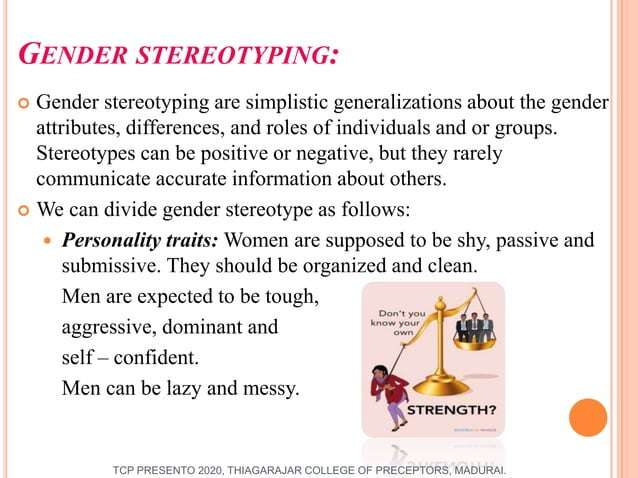 GENDER STEREOTYPING:
Gender stereotyping are simplistic generalizations about the gender
attributes, differences, and roles of individuals and or groups.
Stereotypes can be positive or negative, but they rarely
communicate accurate information about others.
We can divide gender stereotype as follows:
Personality traits: Women are supposed to be shy, passive and
submissive. They should be organized and clean.
Men are expected to be tough,
aggressive, dominant and
self – confident.
Men can be lazy and messy.
Don't you
know your
own
STRENGTH?
TCP PRESENTO 2020, THIAGARAJAR COLLEGE OF PRECEPTORS, MADURAI.